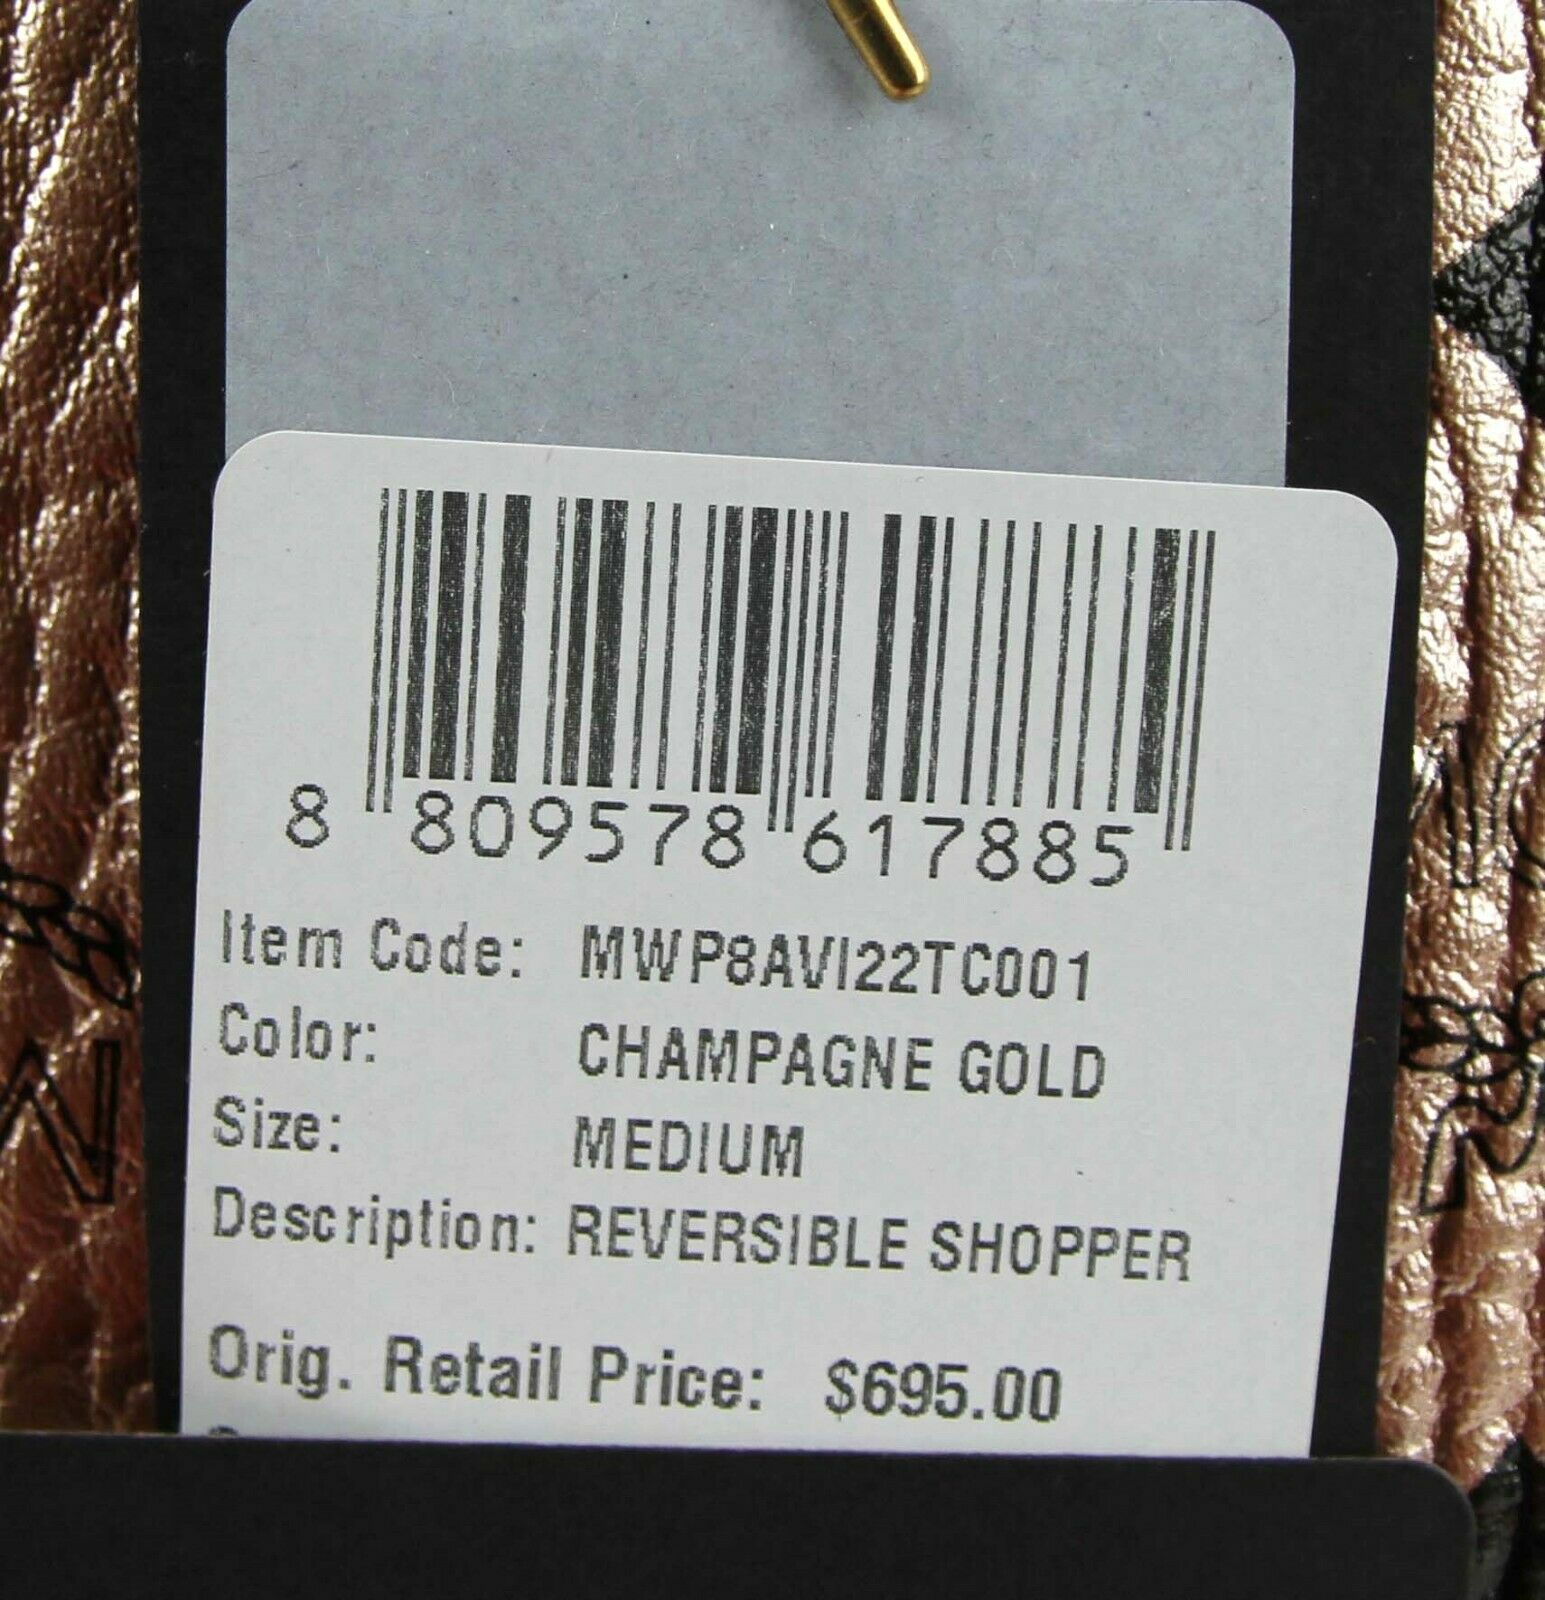 8 809578 617885
Item Code: MWP8AVI22TC001
Color: CHAMPAGNE GOLD
Size: MEDIUM
Description: REVERSIBLE SHOPPER
Orig. Retail Price: $695.00